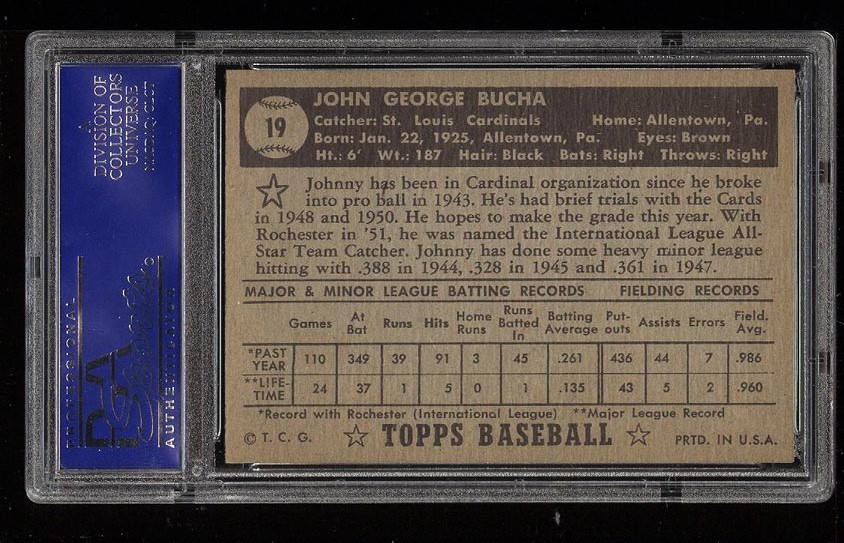 DIVISION OF
COLLECTORS
UNIVERSE
NASDAQ: CLCT
PROFESSIONAL
PSA
AUTHENTICATOR
19
JOHN GEORGE BUCHA
Catcher: St. Louis Cardinals Home: Allentown, Pa.
Born: Jan. 22, 1925, Allentown, Pa. Eyes: Brown
Ht.: 6' Wt.: 187 Hair: Black Bats: Right Throws: Right
Johnny has been in Cardinal organization since he broke
into pro ball in 1943. He's had brief trials with the Cards
in 1948 and 1950. He hopes to make the grade this year. With
Rochester in '51, he was named the International League All-
Star Team Catcher. Johnny has done some heavy minor league
hitting with .388 in 1944, .328 in 1945 and .361 in 1947.
MAJOR & MINOR LEAGUE BATTING RECORDS FIELDING RECORDS
Games At Bat Runs Hits Home Runs Runs Batted In Batting Average Put-outs Assists Errors Field. Avg.
*PAST YEAR 110 349 39 91 3 45 .261 436 44 7 .986
**LIFE-TIME 24 37 1 5 0 1 .135 43 5 2 .960
*Record with Rochester (International League) **Major League Record
© T. C. G. ☆ TOPPS BASEBALL ☆ PRTD. IN U.S.A.